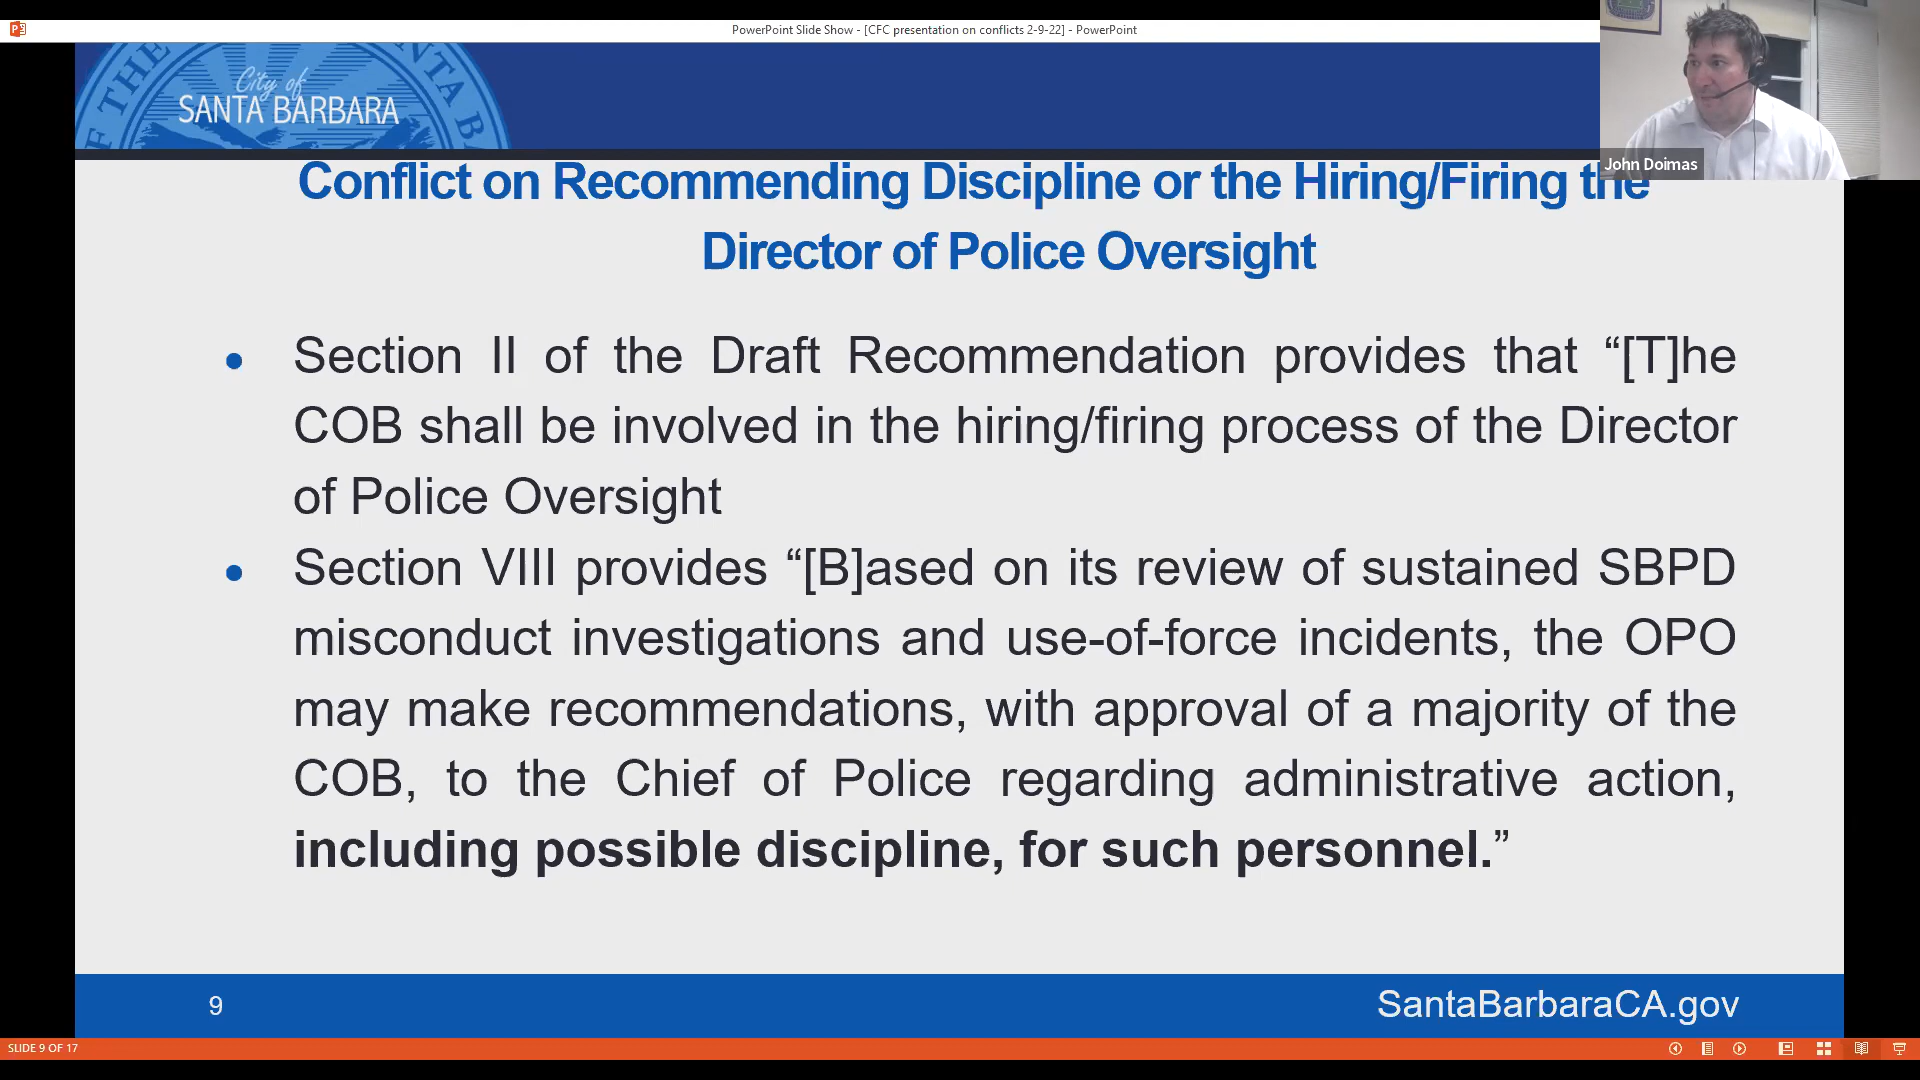 PowerPoint Slide Show - [CFC presentation on conflicts 2-9-22] - PowerPoint
F THE
NTA B
City of
SANTA BARBARA
John Doimas
Conflict on Recommending Discipline or the Hiring/Firing the
Director of Police Oversight
• Section II of the Draft Recommendation provides that “[T]he
COB shall be involved in the hiring/firing process of the Director
of Police Oversight
• Section VIII provides “[B]ased on its review of sustained SBPD
misconduct investigations and use-of-force incidents, the OPO
may make recommendations, with approval of a majority of the
COB, to the Chief of Police regarding administrative action,
including possible discipline, for such personnel.”
9
SantaBarbaraCA.gov
SLIDE 9 OF 17